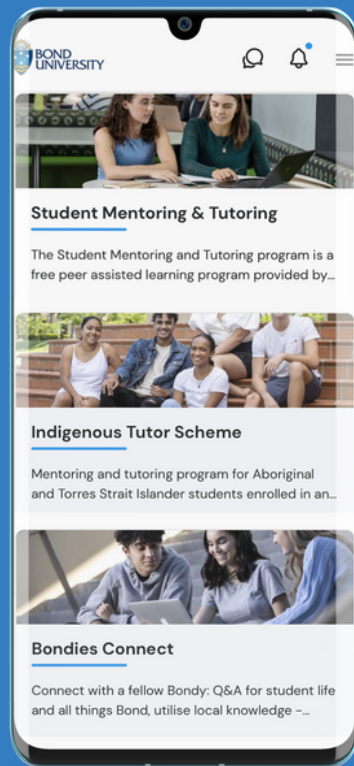 BOND
UNIVERSITY
Student Mentoring & Tutoring
The Student Mentoring and Tutoring program is a
free peer assisted learning program provided by...
Indigenous Tutor Scheme
Mentoring and tutoring program for Aboriginal
and Torres Strait Islander students enrolled in an...
Bondies Connect
Connect with a fellow Bondy: Q&A for student life
and all things Bond, utilise local knowledge -...